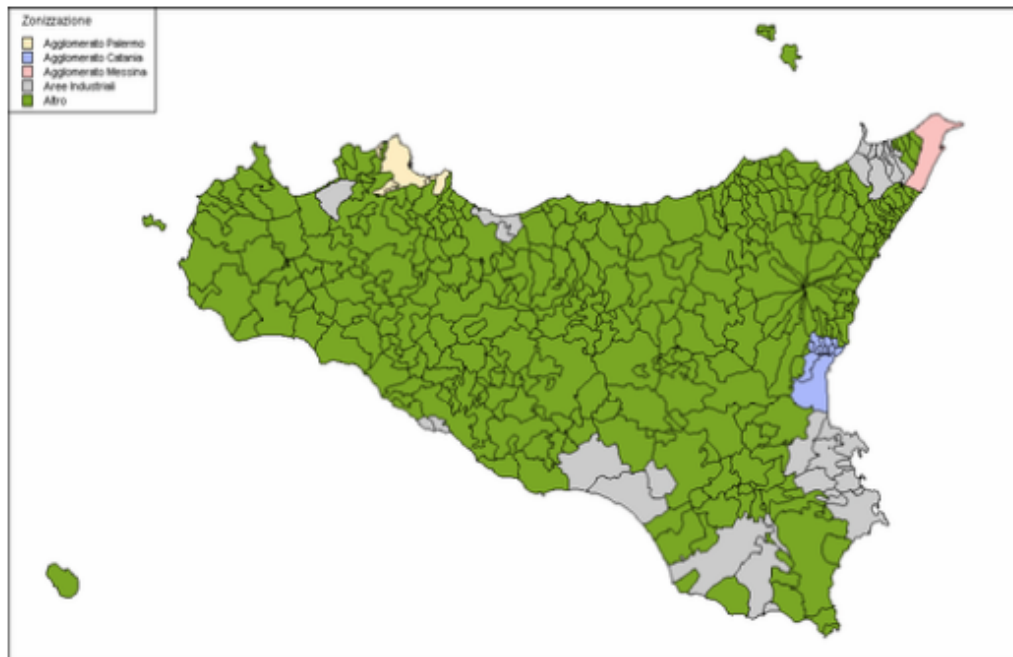 Zonizzazione
Agglomerato Palermo
Agglomerato Catania
Agglomerato Messina
Aree Industriali
Altro